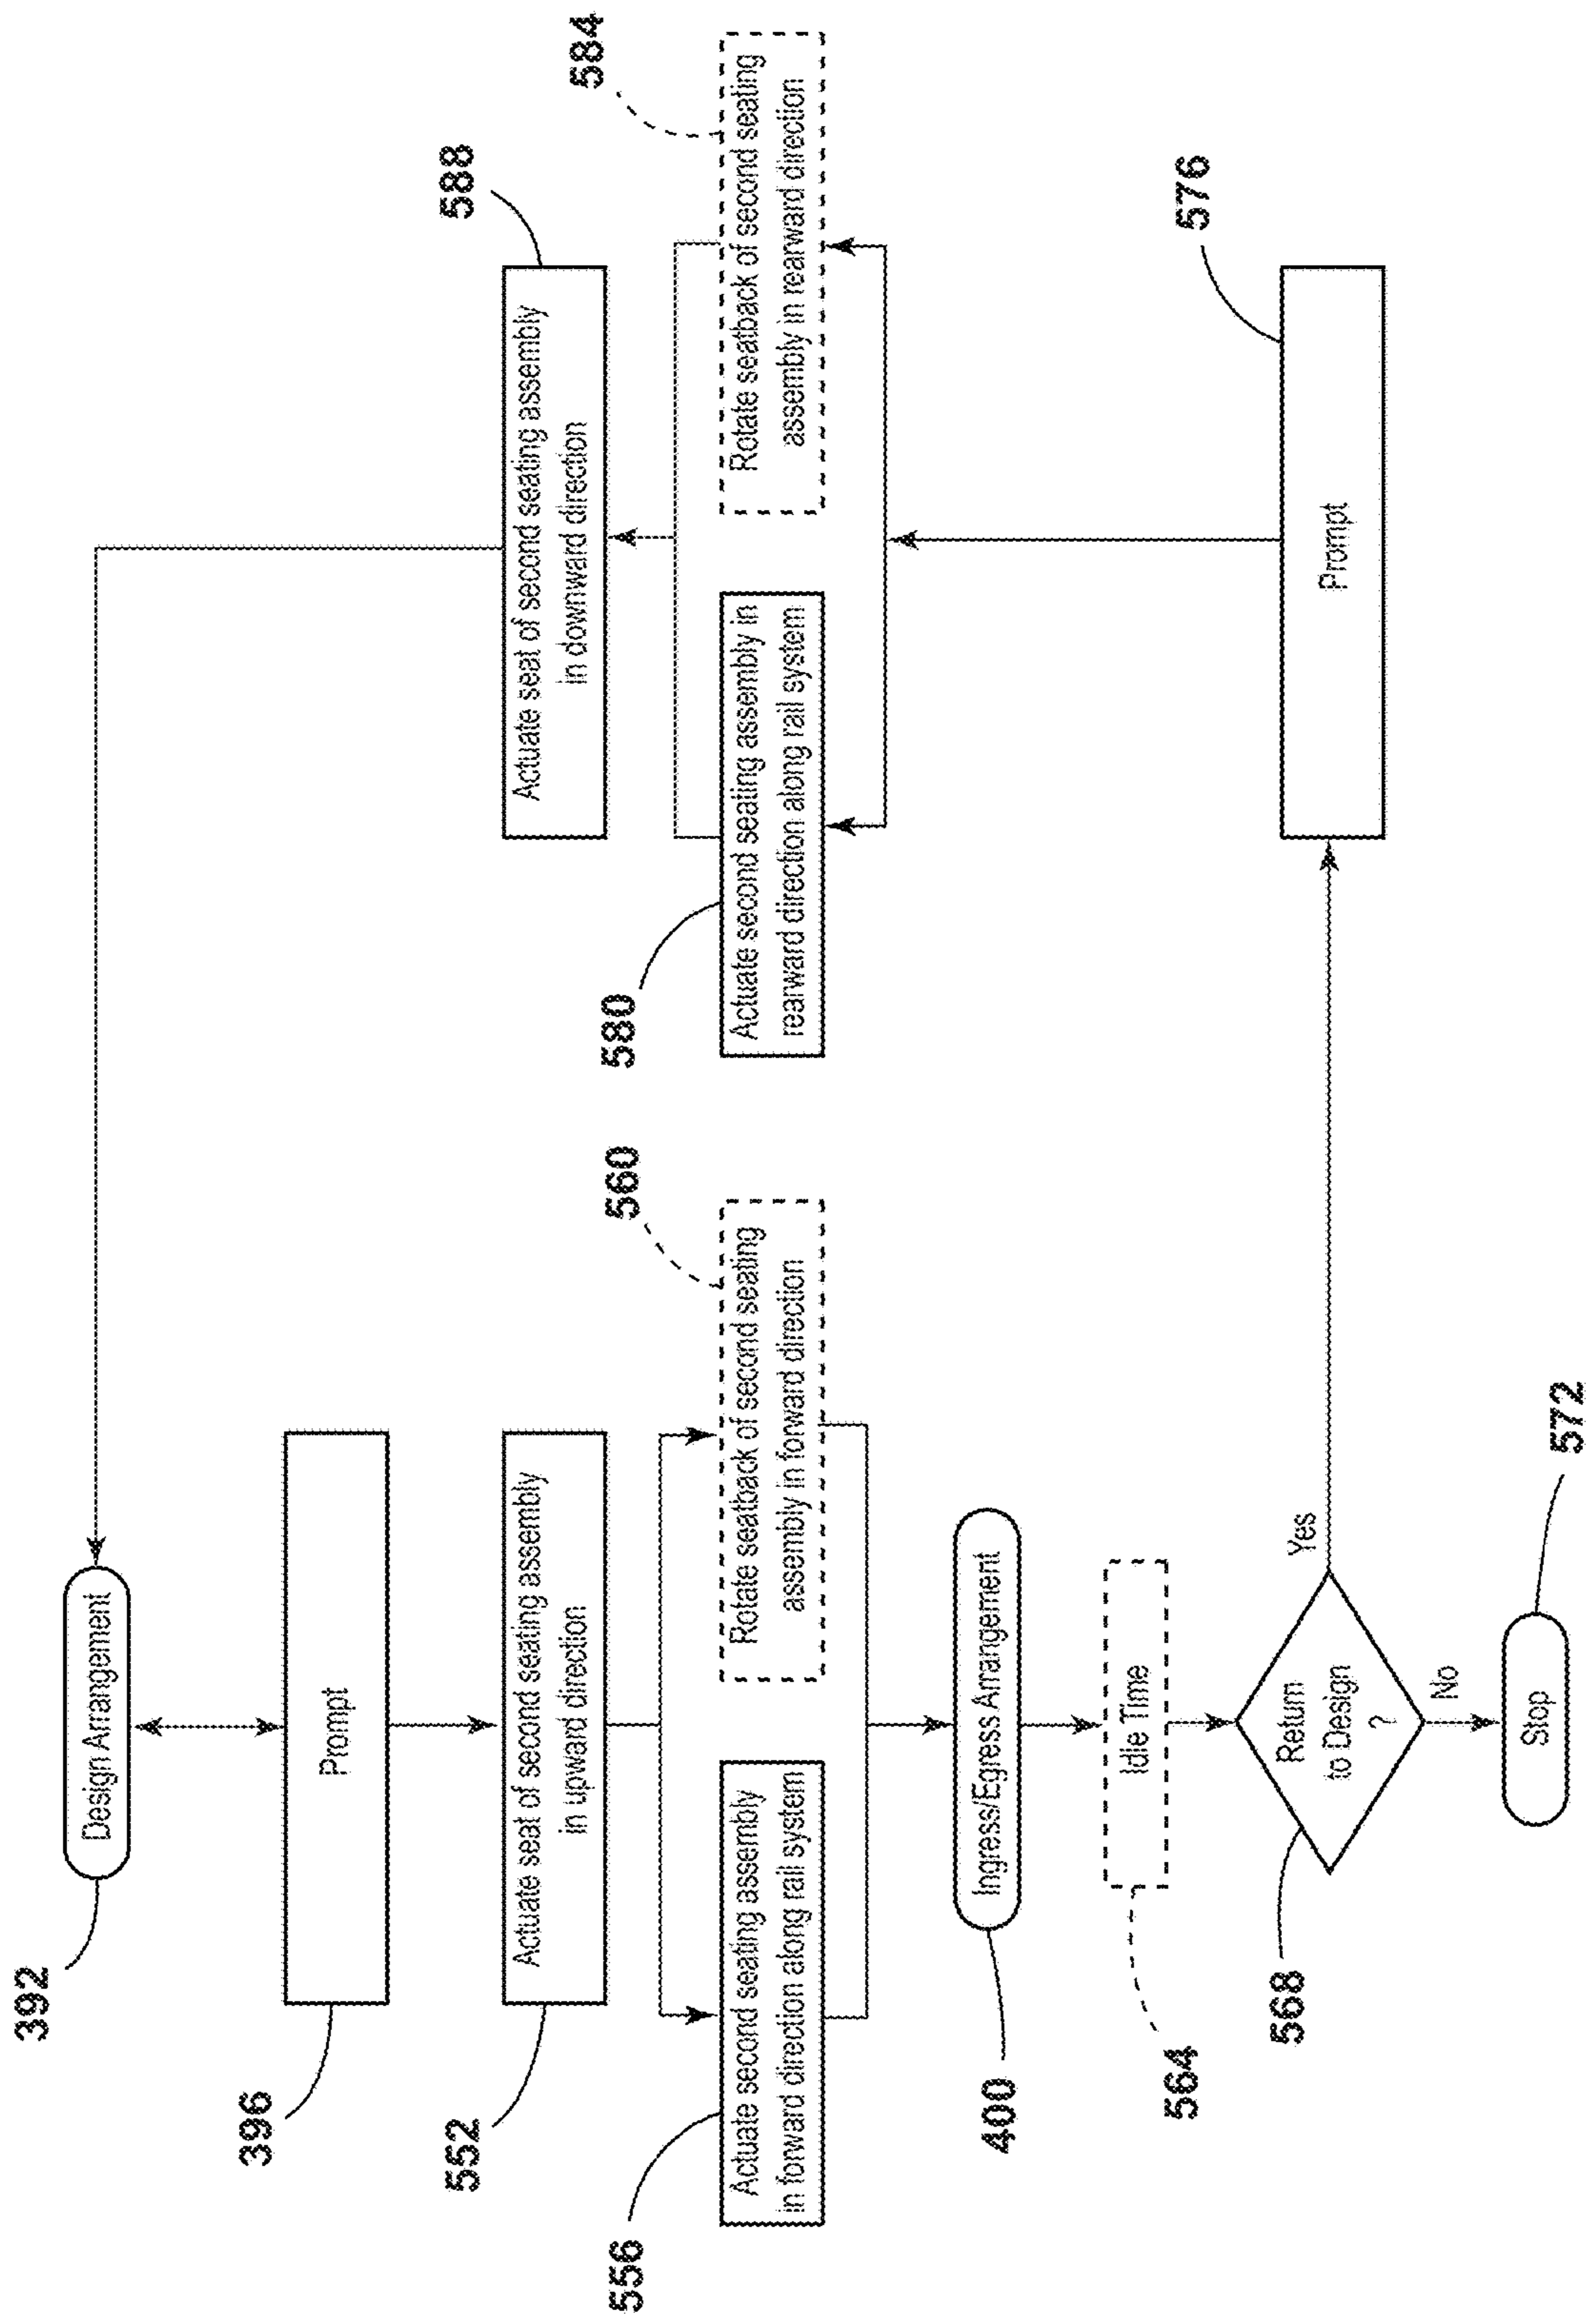 392
Design Arrangement
396
Prompt
552
Actuate seat of second seating assembly
in upward direction
556
Actuate second seating assembly
in forward direction along rail system
560
Rotate seatback of second seating
assembly in forward direction
400
Ingress/Egress Arrangement
564
Idle Time
568
Return
to Design
?
Yes
No
572
Stop
576
Prompt
580
Actuate second seating assembly in
rearward direction along rail system
584
Rotate seatback of second seating
assembly in rearward direction
588
Actuate seat of second seating assembly
in downward direction